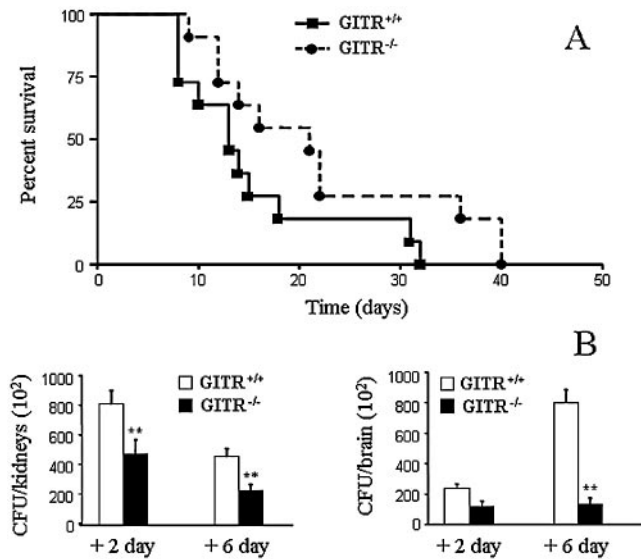 100
75
50
25
0
Percent survival
GITR+/+
GITR-/-
A
0 10 20 30 40 50
Time (days)
B
1000
800
600
400
200
0
CFU/kidneys (10²)
GITR+/+
GITR-/-
**
**
+ 2 day + 6 day
1000
800
600
400
200
0
CFU/brain (10²)
GITR+/+
GITR-/-
**
+ 2 day + 6 day